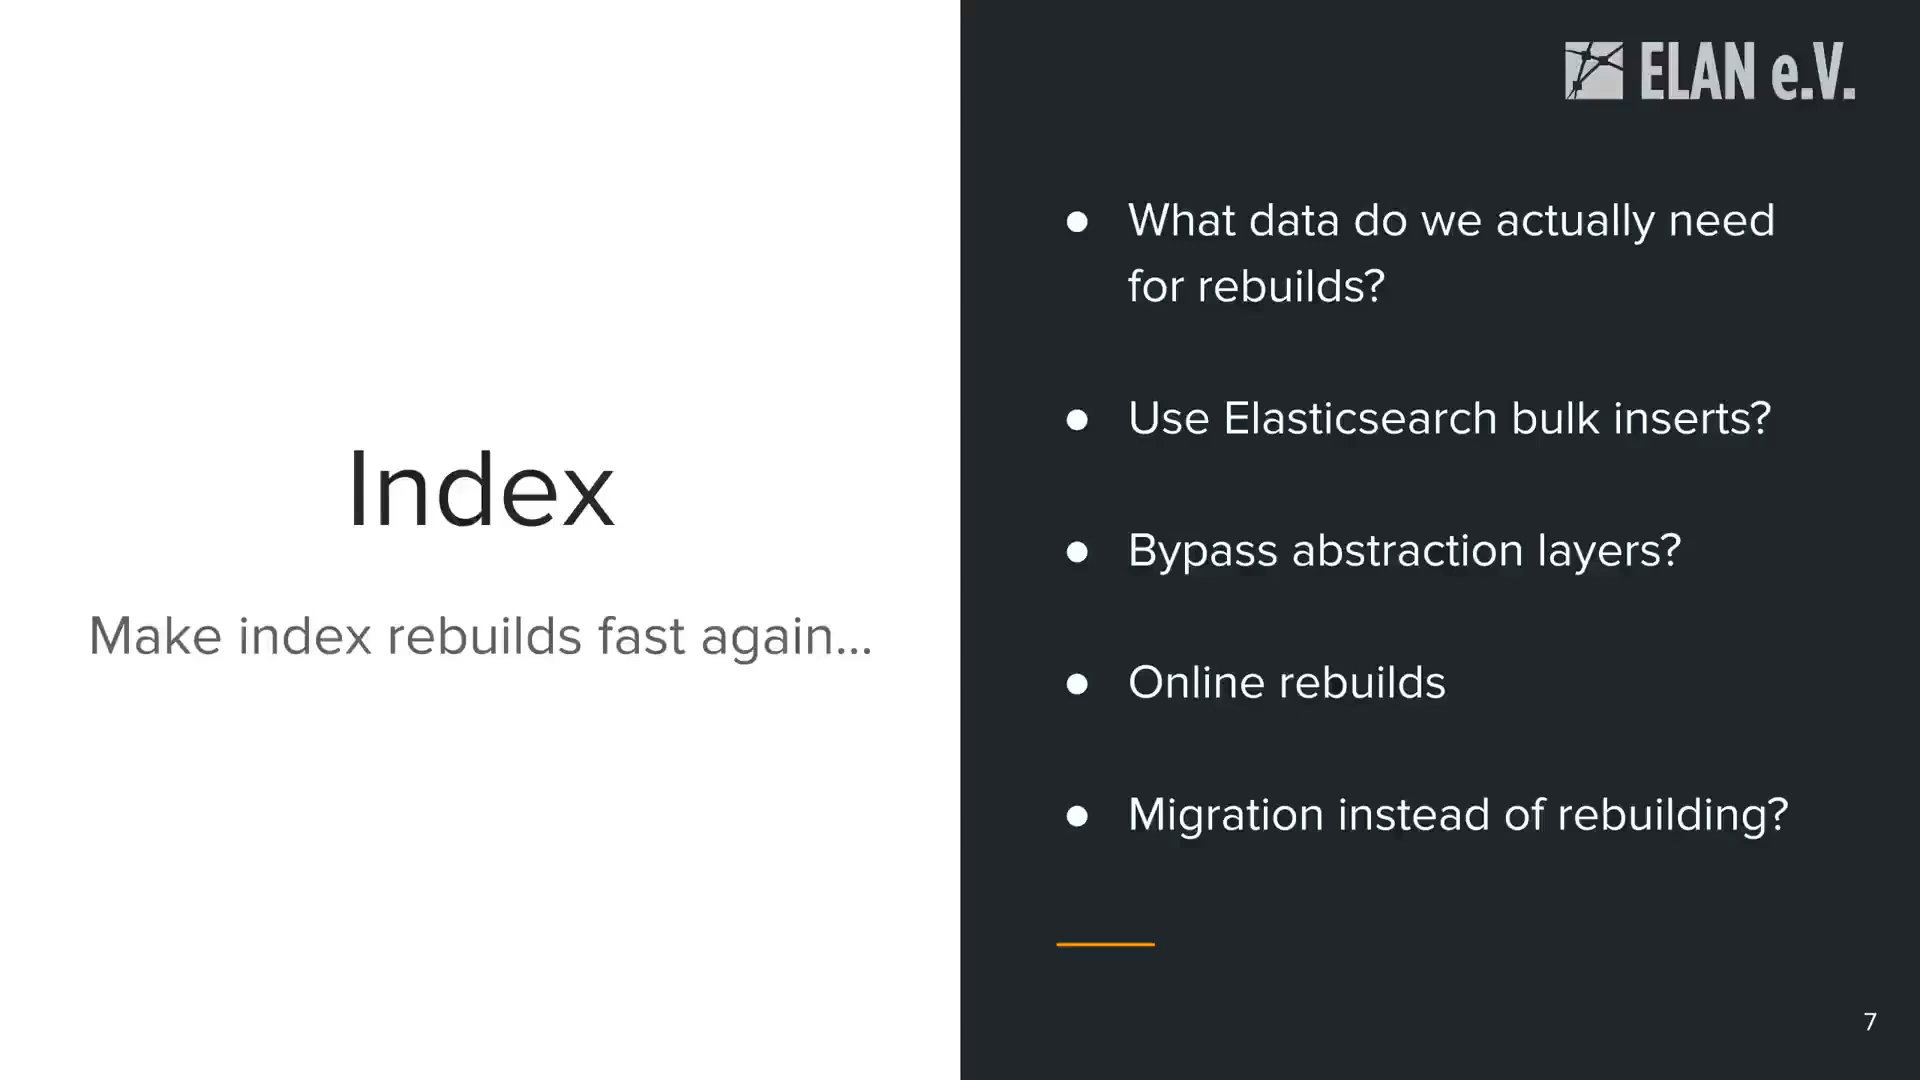 Index
Make index rebuilds fast again...
ELAN e.V.
● What data do we actually need
for rebuilds?
● Use Elasticsearch bulk inserts?
● Bypass abstraction layers?
● Online rebuilds
● Migration instead of rebuilding?
7